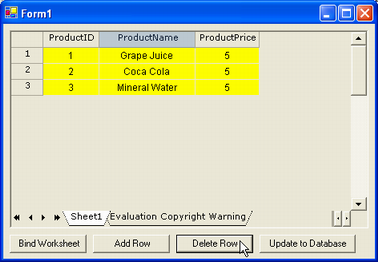 Form1
ProductID ProductName ProductPrice
1 1 Grape Juice 5
2 2 Coca Cola 5
3 3 Mineral Water 5
Sheet1 Evaluation Copyright Warning
Bind Worksheet Add Row Delete Row Update to Database